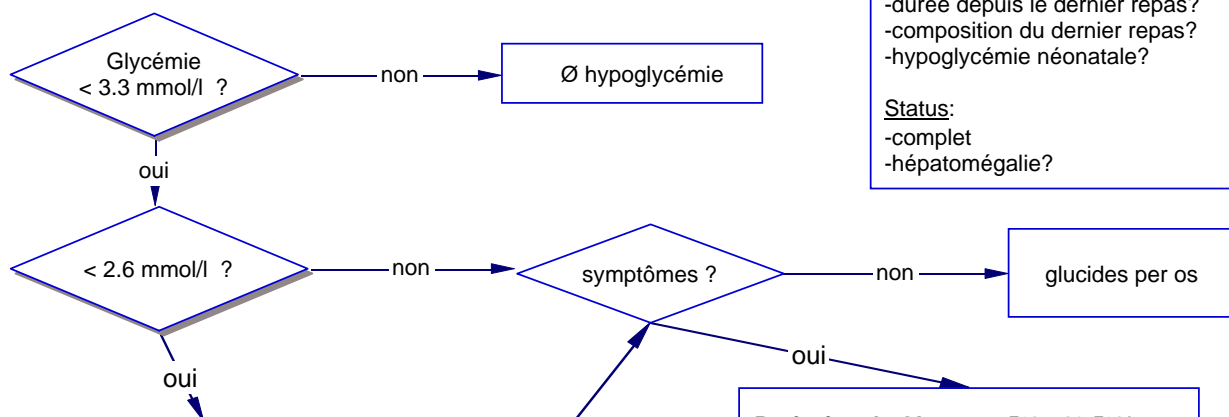 -durée depuis le dernier repas?
-composition du dernier repas?
-hypoglycémie néonatale?
Status:
-complet
-hépatomégalie?
Glycémie
< 3.3 mmol/l ?
non
Ø hypoglycémie
oui
< 2.6 mmol/l ?
non
symptômes ?
non
glucides per os
oui
oui